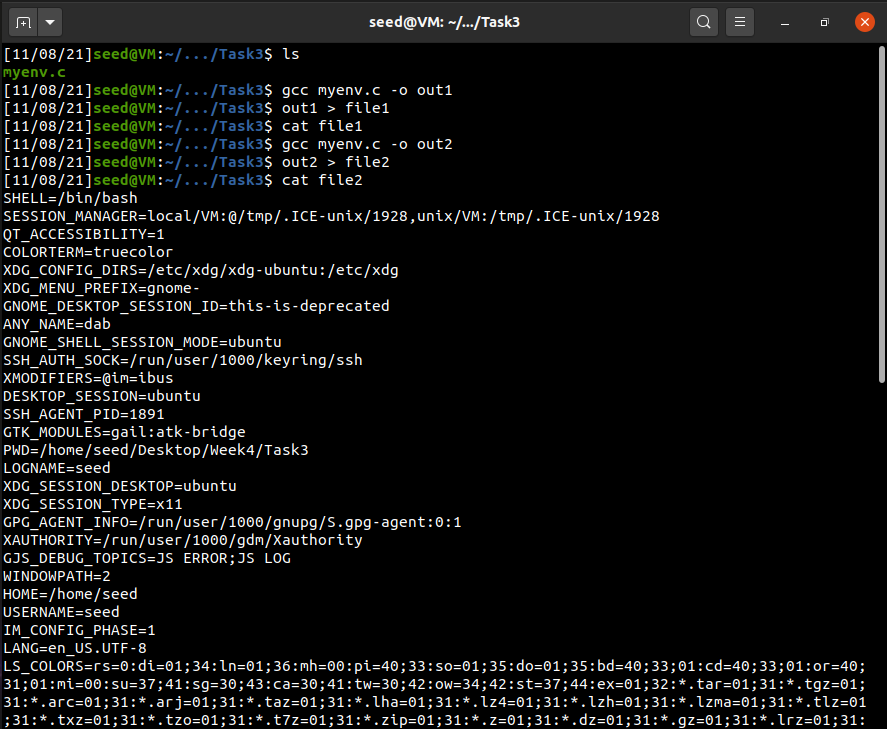 seed@VM: ~/.../Task3
[11/08/21]seed@VM:~/.../Task3$ ls
myenv.c
[11/08/21]seed@VM:~/.../Task3$ gcc myenv.c -o out1
[11/08/21]seed@VM:~/.../Task3$ out1 > file1
[11/08/21]seed@VM:~/.../Task3$ cat file1
[11/08/21]seed@VM:~/.../Task3$ gcc myenv.c -o out2
[11/08/21]seed@VM:~/.../Task3$ out2 > file2
[11/08/21]seed@VM:~/.../Task3$ cat file2
SHELL=/bin/bash
SESSION_MANAGER=local/VM:@/tmp/.ICE-unix/1928,unix/VM:/tmp/.ICE-unix/1928
QT_ACCESSIBILITY=1
COLORTERM=truecolor
XDG_CONFIG_DIRS=/etc/xdg/xdg-ubuntu:/etc/xdg
XDG_MENU_PREFIX=gnome-
GNOME_DESKTOP_SESSION_ID=this-is-deprecated
ANY_NAME=dab
GNOME_SHELL_SESSION_MODE=ubuntu
SSH_AUTH_SOCK=/run/user/1000/keyring/ssh
XMODIFIERS=@im=ibus
DESKTOP_SESSION=ubuntu
SSH_AGENT_PID=1891
GTK_MODULES=gail:atk-bridge
PWD=/home/seed/Desktop/Week4/Task3
LOGNAME=seed
XDG_SESSION_DESKTOP=ubuntu
XDG_SESSION_TYPE=x11
GPG_AGENT_INFO=/run/user/1000/gnupg/S.gpg-agent:0:1
XAUTHORITY=/run/user/1000/gdm/Xauthority
GJS_DEBUG_TOPICS=JS ERROR;JS LOG
WINDOWPATH=2
HOME=/home/seed
USERNAME=seed
IM_CONFIG_PHASE=1
LANG=en_US.UTF-8
LS_COLORS=rs=0:di=01;34:ln=01;36:mh=00:pi=40;33:so=01;35:do=01;35:bd=40;33;01:cd=40;33;01:or=40;
31;01:mi=00:su=37;41:sg=30;43:ca=30;41:tw=30;42:ow=34;42:st=37;44:ex=01;32:*.tar=01;31:*.tgz=01;
31:*.arc=01;31:*.arj=01;31:*.taz=01;31:*.lha=01;31:*.lz4=01;31:*.lzh=01;31:*.lzma=01;31:*.tlz=01
;31:*.txz=01;31:*.tzo=01;31:*.t7z=01;31:*.zip=01;31:*.z=01;31:*.dz=01;31:*.gz=01;31:*.lrz=01;31: